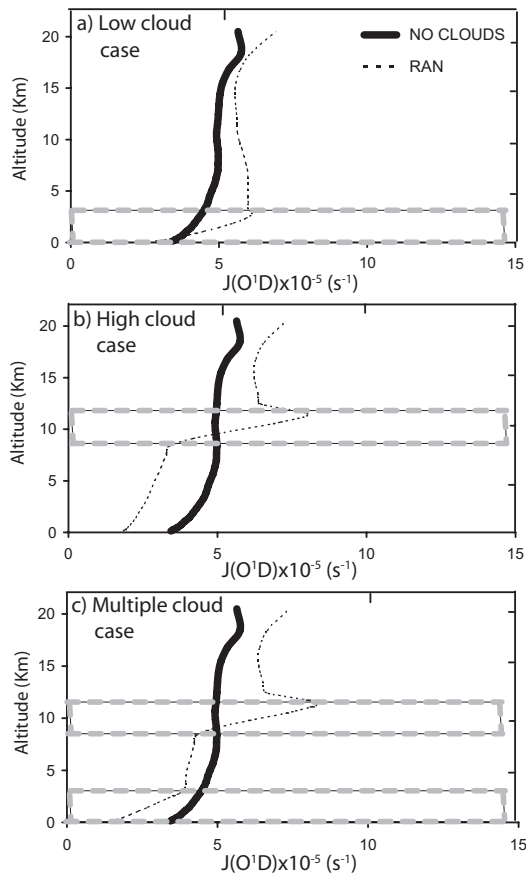 a) Low cloud
case
NO CLOUDS
RAN
20
15
10
5
0
Altitude (Km)
0 5 10 15
J(O¹D)x10⁻⁵ (s⁻¹)
b) High cloud
case
20
15
10
5
0
Altitude (Km)
0 5 10 15
J(O¹D)x10⁻⁵ (s⁻¹)
c) Multiple cloud
case
20
15
10
5
0
Altitude (Km)
0 5 10 15
J(O¹D)x10⁻⁵ (s⁻¹)